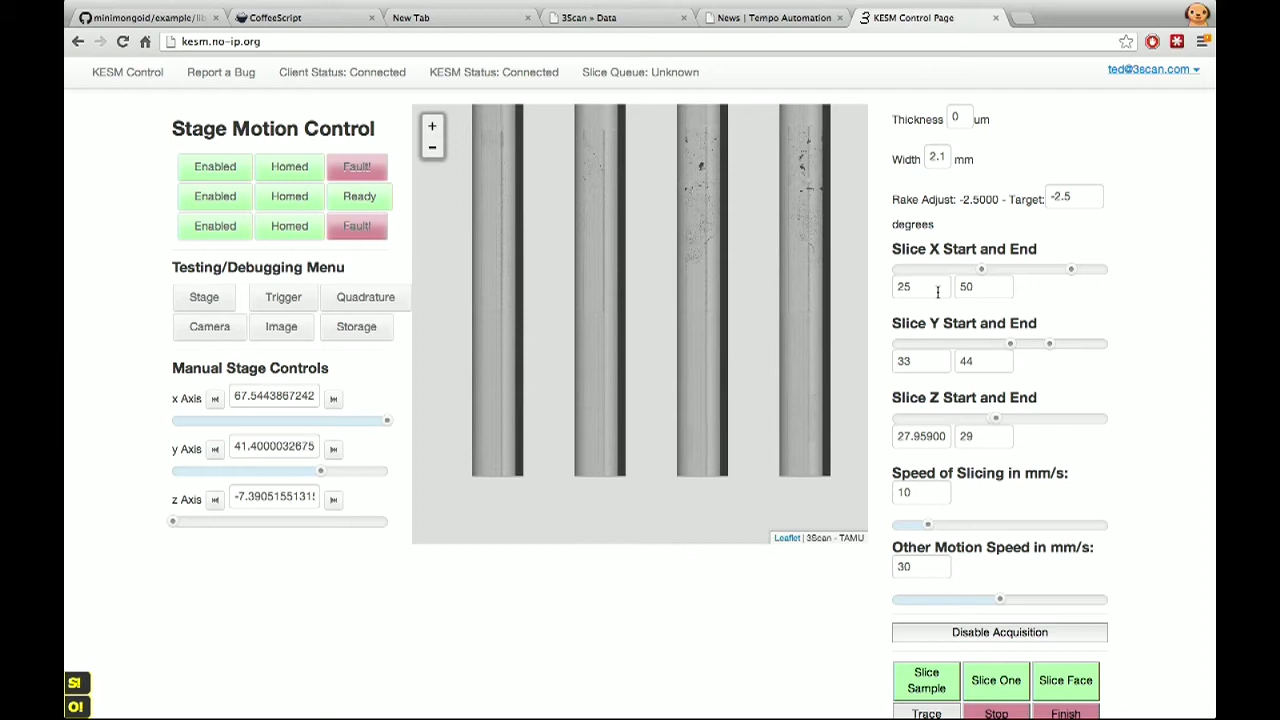 minimongoid/example/lib
CoffeeScript
New Tab
3Scan » Data
News | Tempo Automation
KESM Control Page
kesm.no-ip.org
KESM Control
Report a Bug
Client Status: Connected
KESM Status: Connected
Slice Queue: Unknown
ted@3scan.com
Stage Motion Control
Enabled Homed Fault!
Enabled Homed Ready
Enabled Homed Fault!
Testing/Debugging Menu
Stage Trigger Quadrature
Camera Image Storage
Manual Stage Controls
x Axis 67.5443867242
y Axis 41.4000032675
z Axis -7.3905155131
+
-
Leaflet | 3Scan - TAMU
Thickness 0 um
Width 2.1 mm
Rake Adjust: -2.5000 - Target: -2.5
degrees
Slice X Start and End
25 50
Slice Y Start and End
33 44
Slice Z Start and End
27.95900 29
Speed of Slicing in mm/s:
10
Other Motion Speed in mm/s:
30
Disable Acquisition
Slice
Sample
Slice One
Slice Face
Trace
Stop
Finish
S!
O!